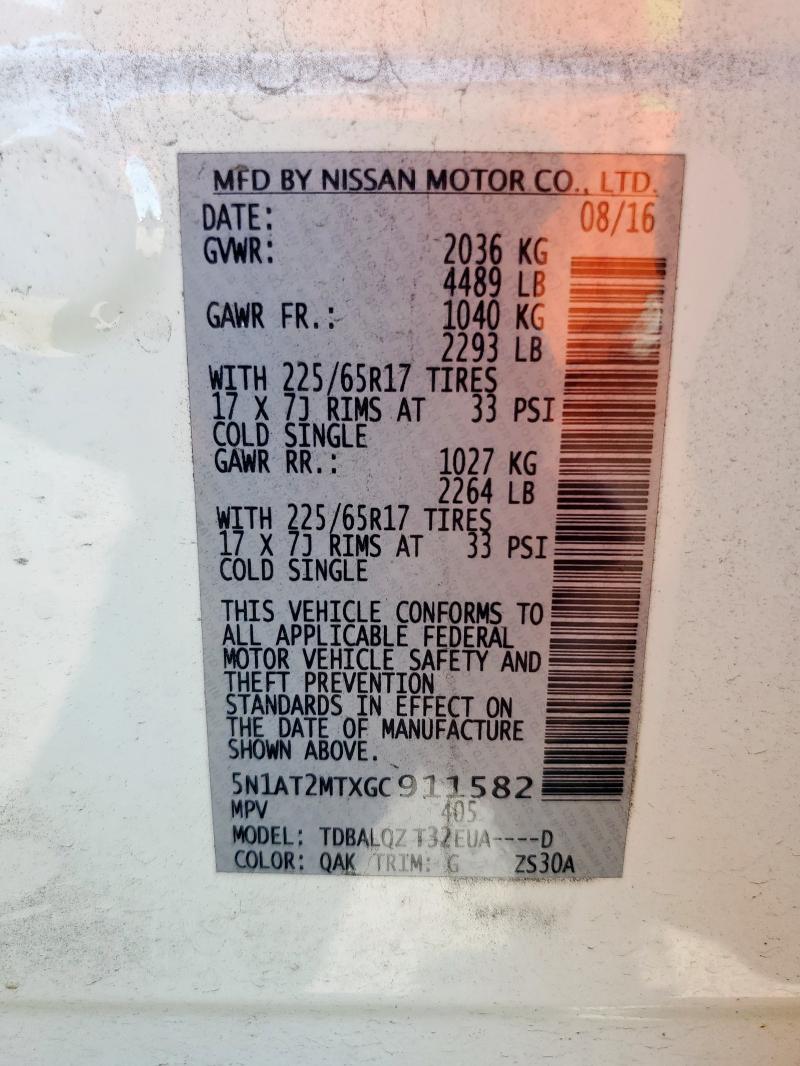 MFD BY NISSAN MOTOR CO., LTD.
DATE: 08/16
GVWR: 2036 KG
4489 LB
GAWR FR.: 1040 KG
2293 LB
WITH 225/65R17 TIRES
17 X 7J RIMS AT 33 PSI
COLD SINGLE
GAWR RR.: 1027 KG
2264 LB
WITH 225/65R17 TIRES
17 X 7J RIMS AT 33 PSI
COLD SINGLE
THIS VEHICLE CONFORMS TO
ALL APPLICABLE FEDERAL
MOTOR VEHICLE SAFETY AND
THEFT PREVENTION
STANDARDS IN EFFECT ON
THE DATE OF MANUFACTURE
SHOWN ABOVE.
5N1AT2MTXGC911582
MPV 405
MODEL: TDBALQZ T32EUA----D
COLOR: QAK TRIM: G ZS30A